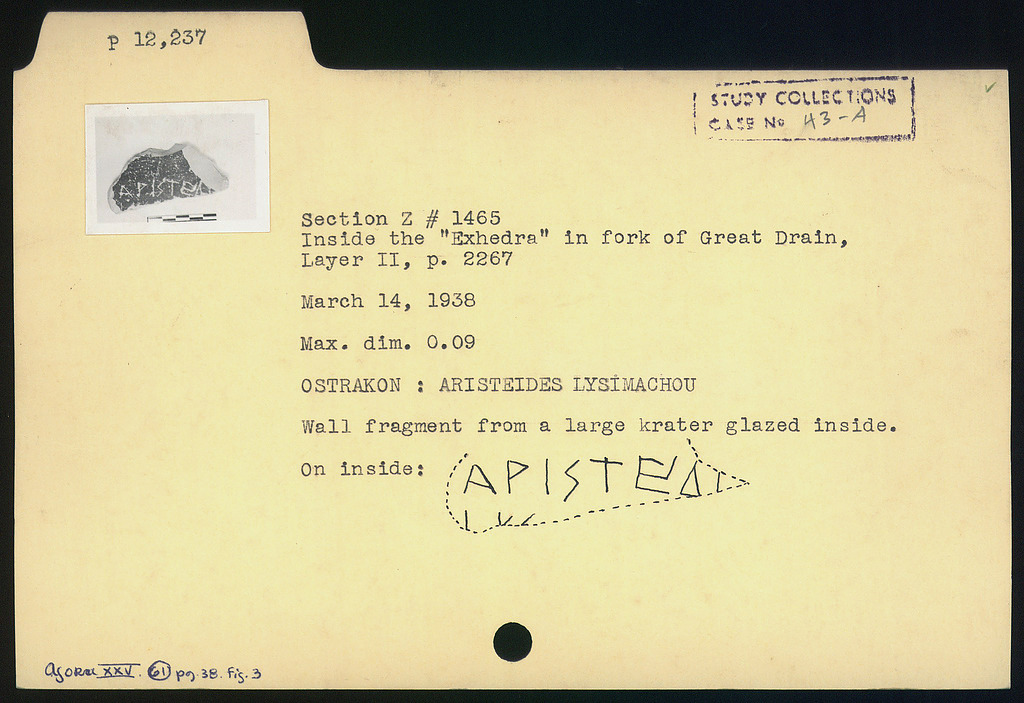 P 12,237
STUDY COLLECTIONS
CASE No 43-A
Section Z # 1465
Inside the "Exhedra" in fork of Great Drain,
Layer II, p. 2267
March 14, 1938
Max. dim. 0.09
OSTRAKON : ARISTEIDES LYSIMACHOU
Wall fragment from a large krater glazed inside.
On inside: ΑΡΙSΤΕΙΔ
Agora XXV. 61 pg. 38. fig. 3